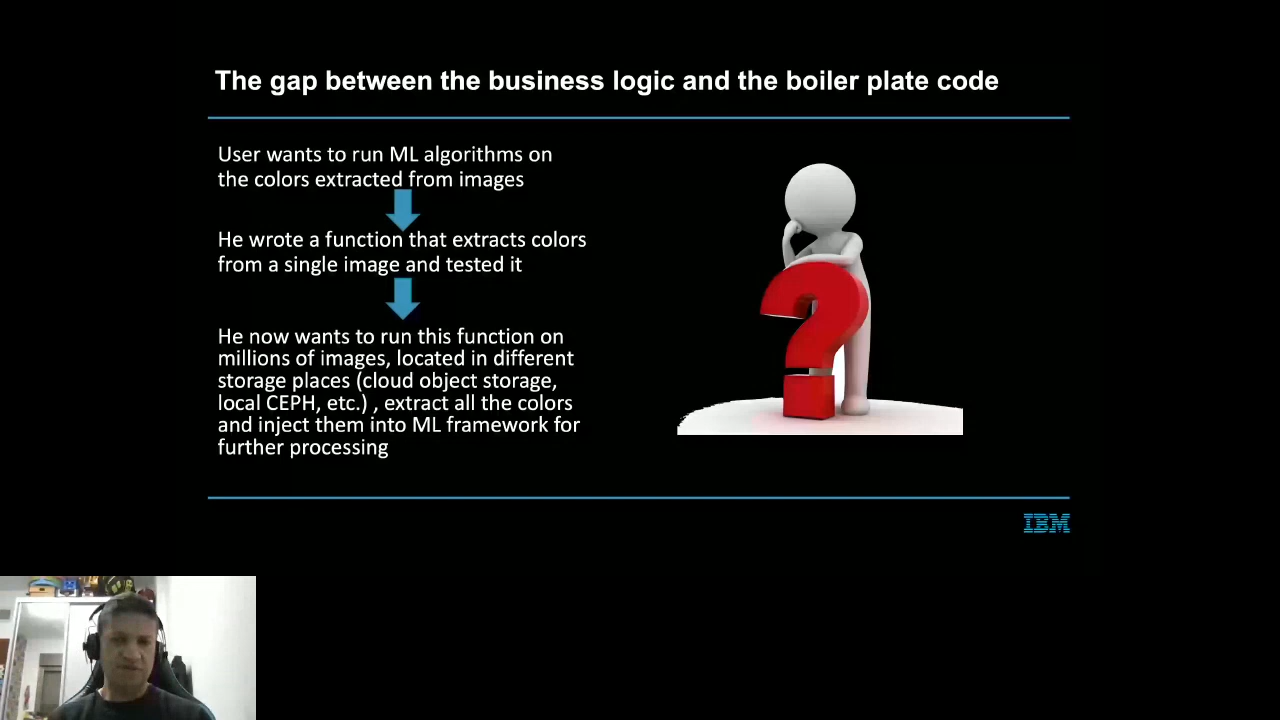 The gap between the business logic and the boiler plate code
User wants to run ML algorithms on
the colors extracted from images
He wrote a function that extracts colors
from a single image and tested it
He now wants to run this function on
millions of images, located in different
storage places (cloud object storage,
local CEPH, etc.) , extract all the colors
and inject them into ML framework for
further processing
IBM